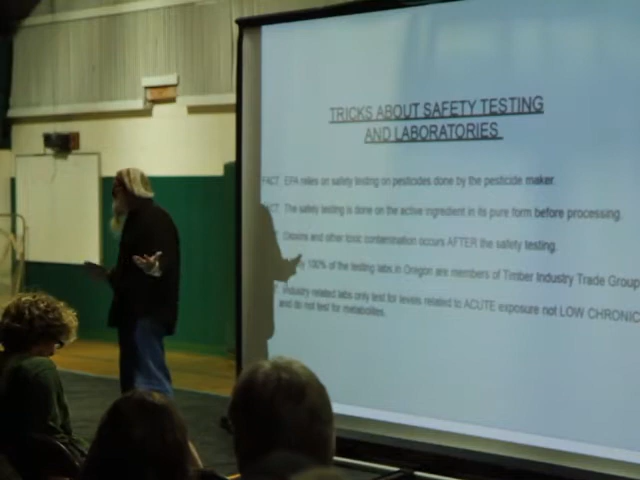 TRICKS ABOUT SAFETY TESTING
AND LABORATORIES
FACT EPA relies on safety testing on pesticides done by the pesticide maker.
The safety testing is done on the active ingredient in its pure form before processing.
Dioxins and other toxic contamination occurs AFTER the safety testing.
100% of the testing labs in Oregon are members of Timber Industry Trade Group
Industry-related labs only test for levels related to ACUTE exposure not LOW CHRONIC
and do not test for metabolites.